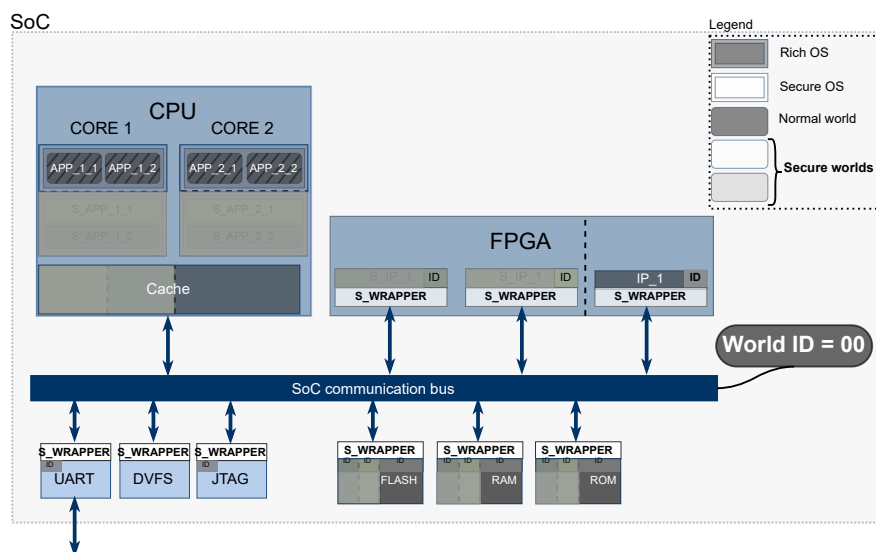 SoC
Legend
Rich OS
Secure OS
Normal world
Secure worlds
CPU
CORE 1
CORE 2
APP_1_1
APP_1_2
APP_2_1
APP_2_2
S_APP_1_1
S_APP_2_1
S_APP_1_2
S_APP_2_2
Cache
FPGA
S_IP_1
ID
S_IP_1
ID
IP_1
ID
S_WRAPPER
S_WRAPPER
S_WRAPPER
World ID = 00
SoC communication bus
S_WRAPPER
S_WRAPPER
S_WRAPPER
S_WRAPPER
S_WRAPPER
S_WRAPPER
ID
ID
ID
ID
ID
ID
ID
ID
ID
ID
ID
UART
DVFS
JTAG
FLASH
RAM
ROM